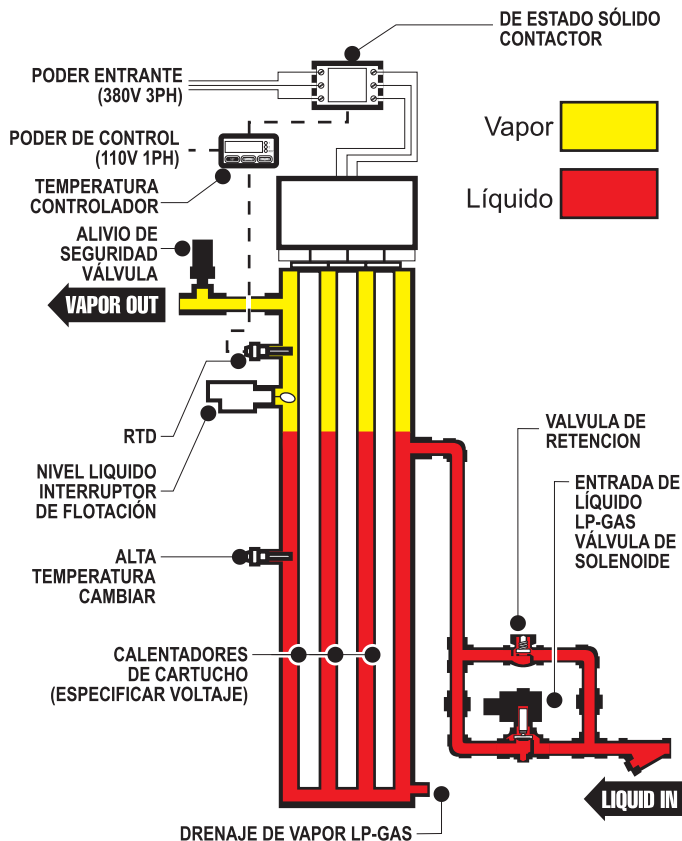 DE ESTADO SÓLIDO
CONTACTOR
PODER ENTRANTE
(380V 3PH)
PODER DE CONTROL
(110V 1PH)
TEMPERATURA
CONTROLADOR
Vapor
Líquido
ALIVIO DE
SEGURIDAD
VÁLVULA
VAPOR OUT
RTD
NIVEL LIQUIDO
INTERRUPTOR
DE FLOTACIÓN
VALVULA DE
RETENCION
ENTRADA DE
LÍQUIDO
LP-GAS
VÁLVULA DE
SOLENOIDE
ALTA
TEMPERATURA
CAMBIAR
CALENTADORES
DE CARTUCHO
(ESPECIFICAR VOLTAJE)
LIQUID IN
DRENAJE DE VAPOR LP-GAS